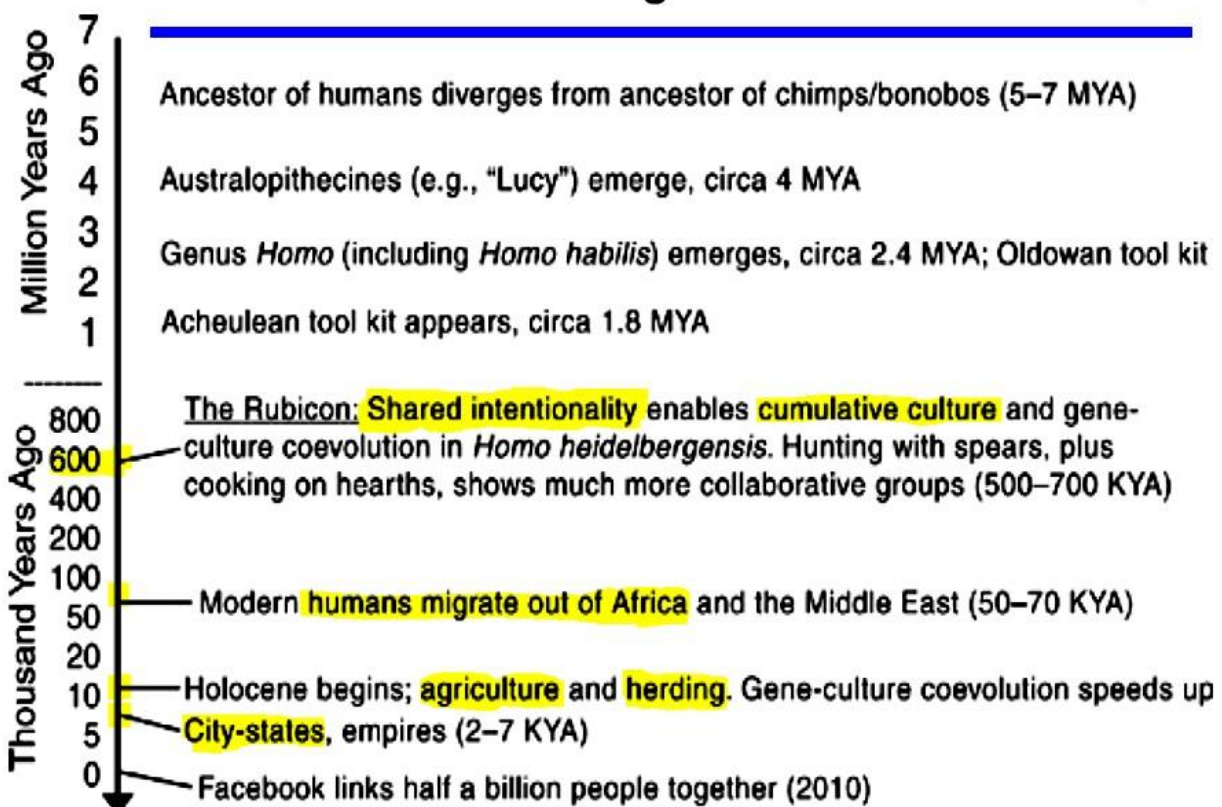 7
6
5
4
3
2
1
Million Years Ago
Ancestor of humans diverges from ancestor of chimps/bonobos (5–7 MYA)
Australopithecines (e.g., “Lucy”) emerge, circa 4 MYA
Genus Homo (including Homo habilis) emerges, circa 2.4 MYA; Oldowan tool kit
Acheulean tool kit appears, circa 1.8 MYA
800
600
400
200
100
50
20
10
5
0
Thousand Years Ago
The Rubicon: Shared intentionality enables cumulative culture and gene-
culture coevolution in Homo heidelbergensis. Hunting with spears, plus
cooking on hearths, shows much more collaborative groups (500–700 KYA)
Modern humans migrate out of Africa and the Middle East (50–70 KYA)
Holocene begins; agriculture and herding. Gene-culture coevolution speeds up
City-states, empires (2–7 KYA)
Facebook links half a billion people together (2010)